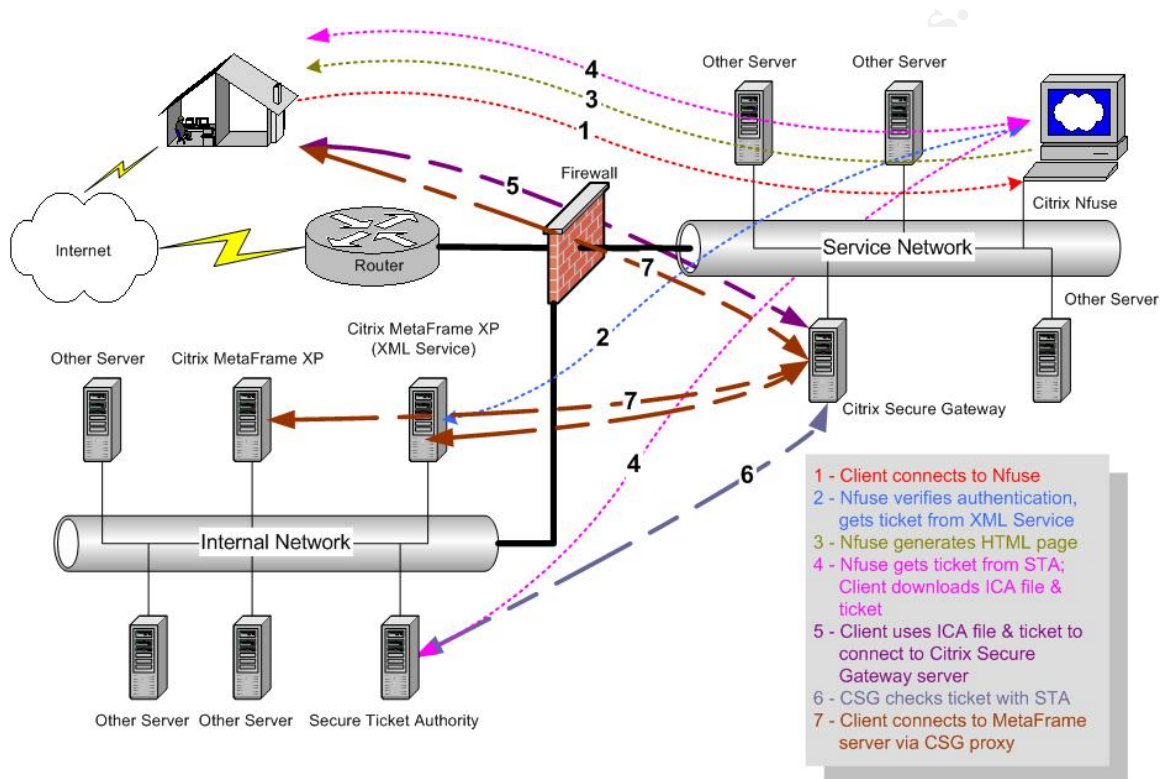 4
3
1
Other Server
Other Server
Firewall
5
Citrix Nfuse
Internet
Router
Service Network
7
Other Server
Citrix MetaFrame XP
(XML Service)
2
Other Server
Citrix MetaFrame XP
7
Citrix Secure Gateway
4
6
Internal Network
Other Server
Other Server
Secure Ticket Authority
1 - Client connects to Nfuse
2 - Nfuse verifies authentication,
gets ticket from XML Service
3 - Nfuse generates HTML page
4 - Nfuse gets ticket from STA;
Client downloads ICA file &
ticket
5 - Client uses ICA file & ticket to
connect to Citrix Secure
Gateway server
6 - CSG checks ticket with STA
7 - Client connects to MetaFrame
server via CSG proxy